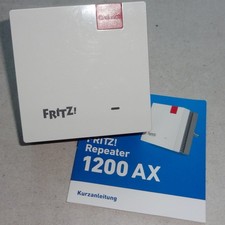 FRITZ!
FRITZ!
Repeater
1200 AX
Kurzanleitung